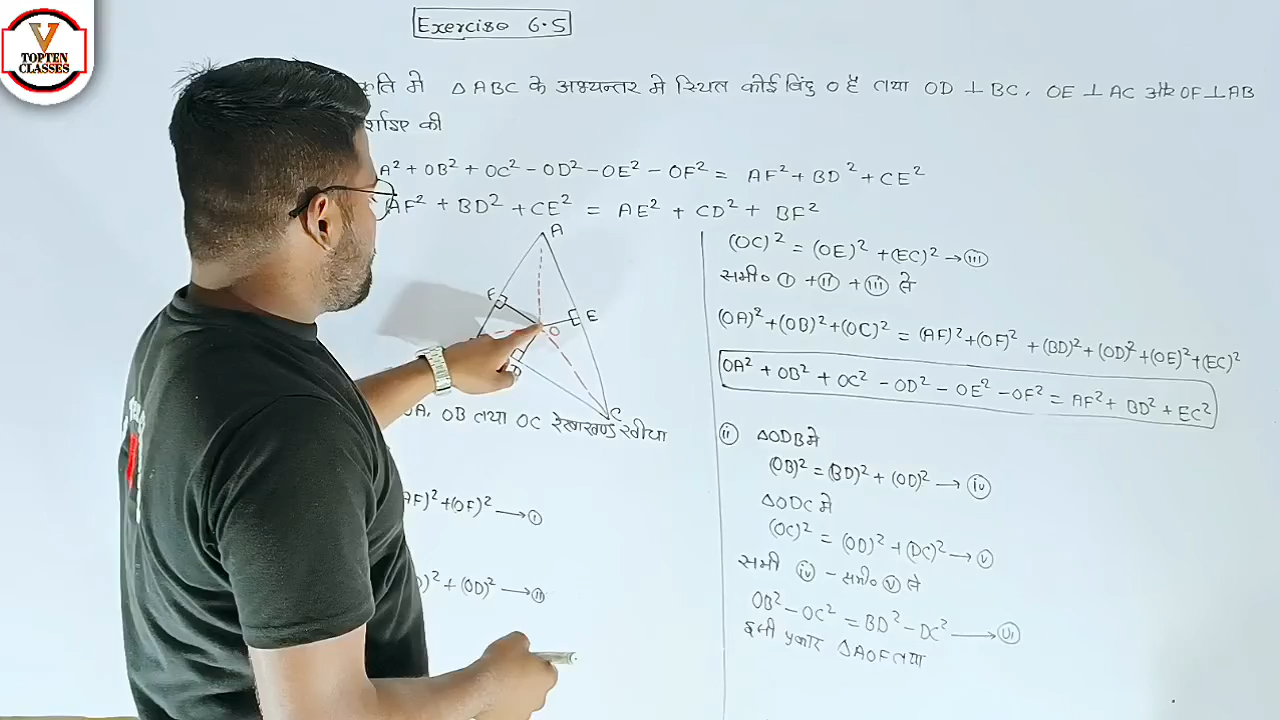 V
TOPTEN
CLASSES
Exercise 6.5
कृति मे △ ABC के अभ्यन्तर मे स्थित कोई बिंदु O है तथा OD ⊥ BC, OE ⊥ AC और OF ⊥ AB
र्शाइए की
A² + OB² + OC² - OD² - OE² - OF² = AF² + BD² + CE²
AF² + BD² + CE² = AE² + CD² + BF²
A
F
E
O
D
C
OA, OB तथा OC रेखाखण्ड खीचा
AF)² + (OF)² → I
)² + (OD)² → II
(OC)² = (OE)² + (EC)² → III
समी० I + II + III से
(OA)² + (OB)² + (OC)² = (AF)² + (OF)² + (BD)² + (OD)² + (OE)² + (EC)²
OA² + OB² + OC² - OD² - OE² - OF² = AF² + BD² + EC²
ii △ODB मे
(OB)² = (BD)² + (OD)² → iv
△ODC मे
(OC)² = (OD)² + (DC)² → V
समी iv - समी० V से
OB² - OC² = BD² - DC² → VI
इसी प्रकार △AOF तथा